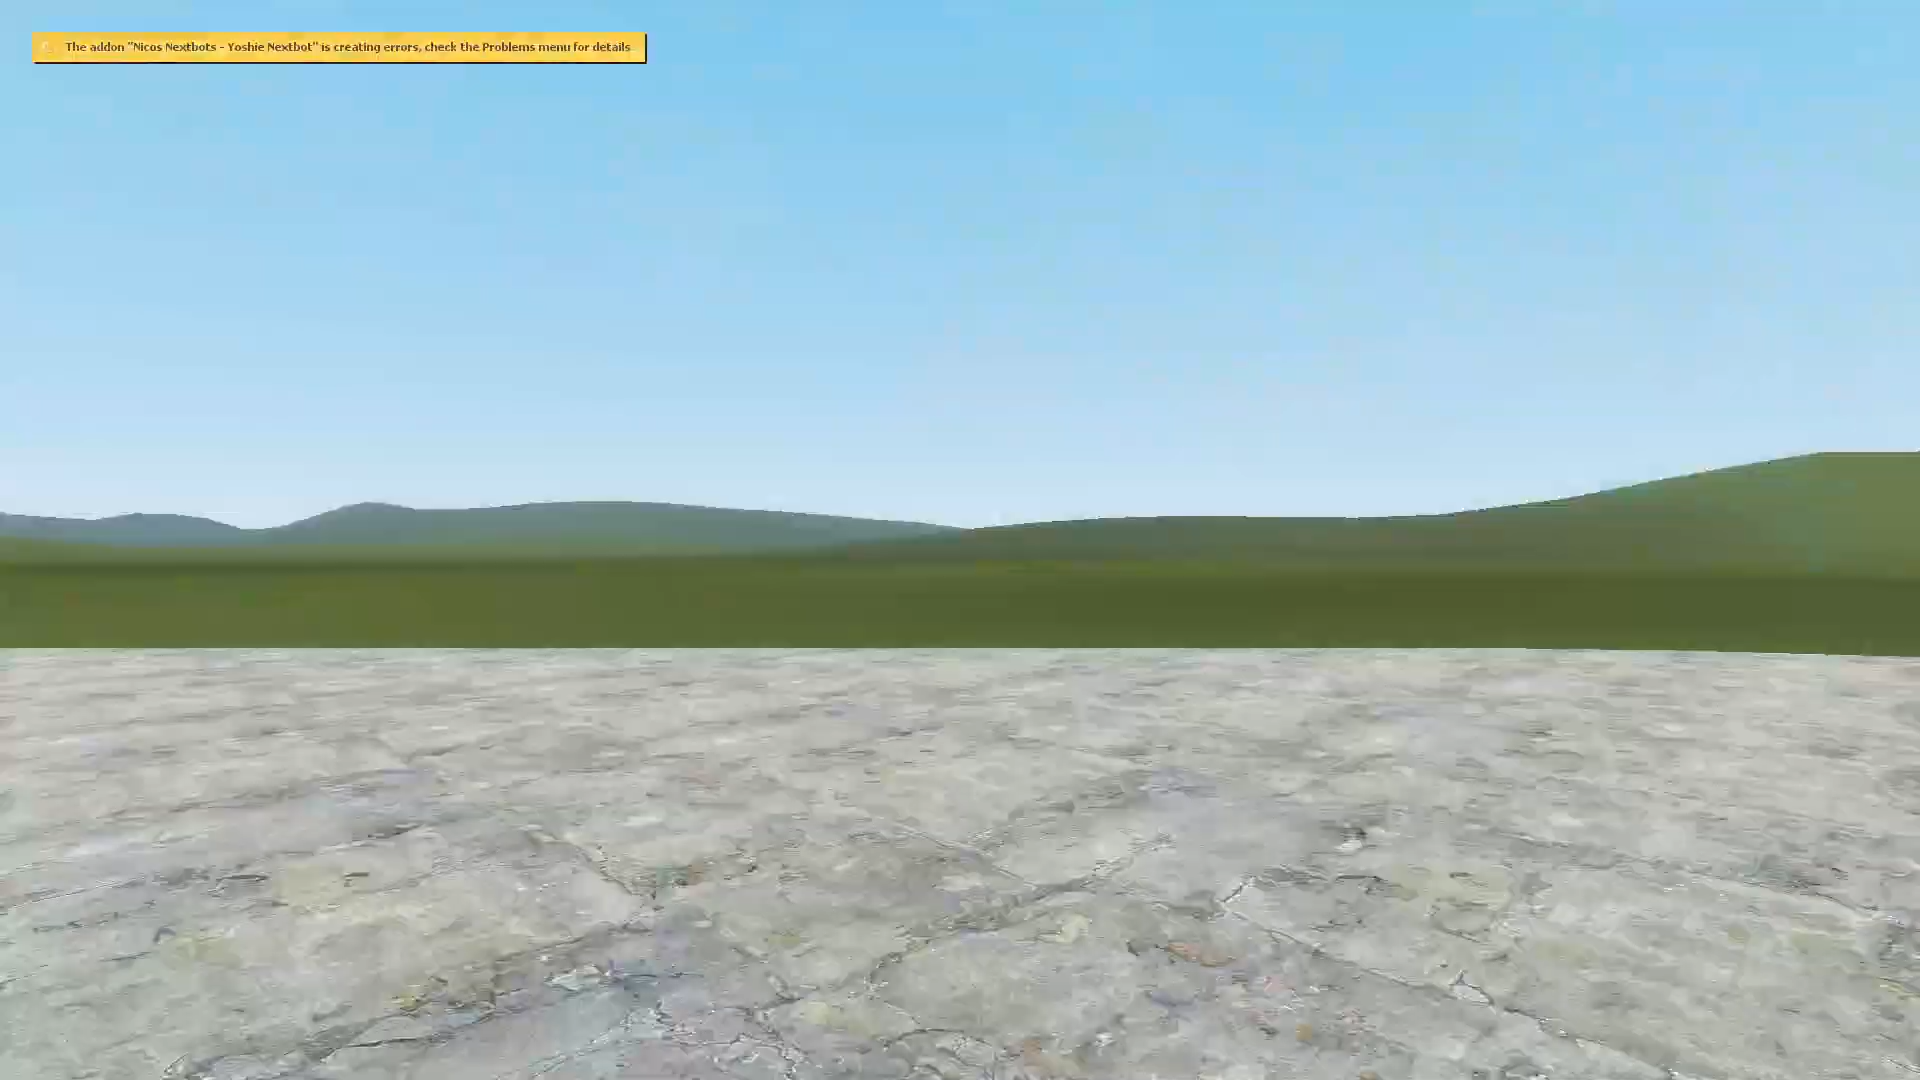 The addon "Nicos Nextbots - Yoshie Nextbot" is creating errors, check the Problems menu for details